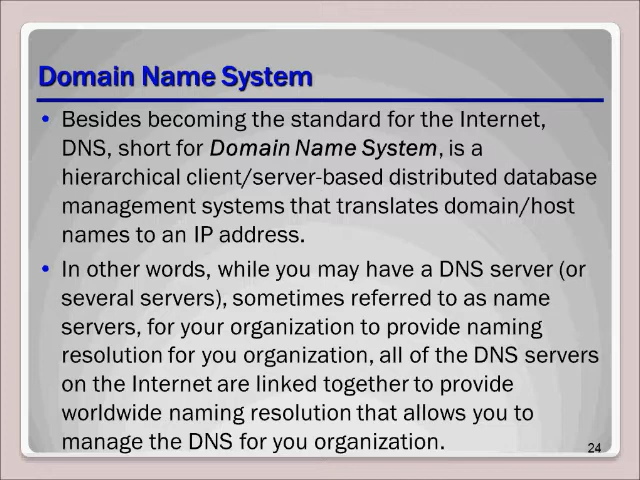 Domain Name System
• Besides becoming the standard for the Internet,
DNS, short for Domain Name System, is a
hierarchical client/server-based distributed database
management systems that translates domain/host
names to an IP address.
• In other words, while you may have a DNS server (or
several servers), sometimes referred to as name
servers, for your organization to provide naming
resolution for you organization, all of the DNS servers
on the Internet are linked together to provide
worldwide naming resolution that allows you to
manage the DNS for you organization.
24